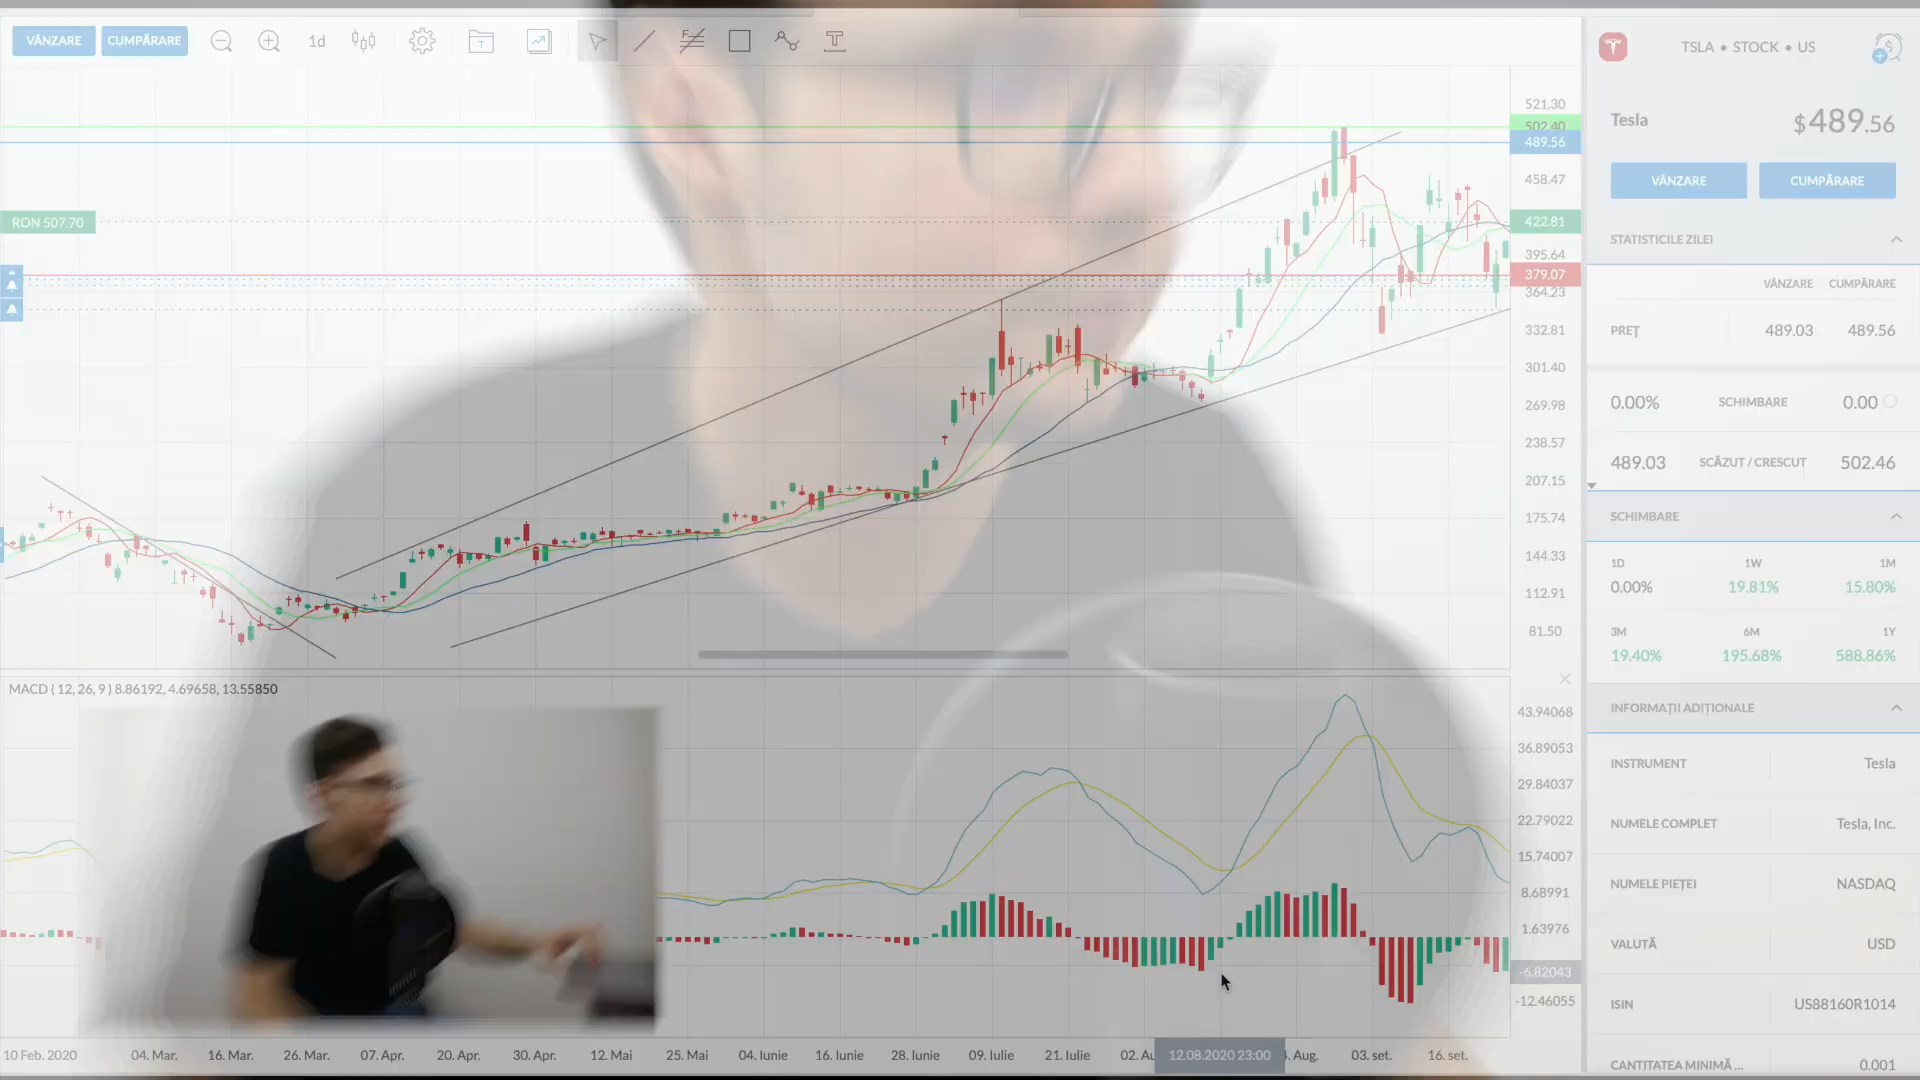 VÂNZARE CUMPĂRARE 1d
TSLA • STOCK • US
Tesla $489.56
VÂNZARE CUMPĂRARE
STATISTICILE ZILEI
VÂNZARE CUMPĂRARE
PREȚ 489.03 489.56
0.00% SCHIMBARE 0.00
489.03 SCĂZUT / CRESCUT 502.46
SCHIMBARE
1D 1W 1M
0.00% 19.81% 15.80%
3M 6M 1Y
19.40% 195.68% 588.86%
INFORMAȚII ADIȚIONALE
INSTRUMENT Tesla
NUMELE COMPLET Tesla, Inc.
NUMELE PIEȚEI NASDAQ
VALUTĂ USD
ISIN US88160R1014
CANTITATEA MINIMĂ ... 0.001
521.30
502.40
489.56
458.47
RON 507.70
422.81
395.64
379.07
364.23
332.81
301.40
269.98
238.57
207.15
175.74
144.33
112.91
81.50
MACD ( 12, 26, 9 ) 8.86192, 4.69658, 13.55850
43.94068
36.89053
29.84037
22.79022
15.74007
8.68991
1.63976
-6.82043
-12.46055
10 Feb. 2020 04. Mar. 16. Mar. 26. Mar. 07. Apr. 20. Apr. 30. Apr. 12. Mai 25. Mai 04. Iunie 16. Iunie 28. Iunie 09. Iulie 21. Iulie 02. Au 12.08.2020 23:00 Aug. 03. set. 16. set.